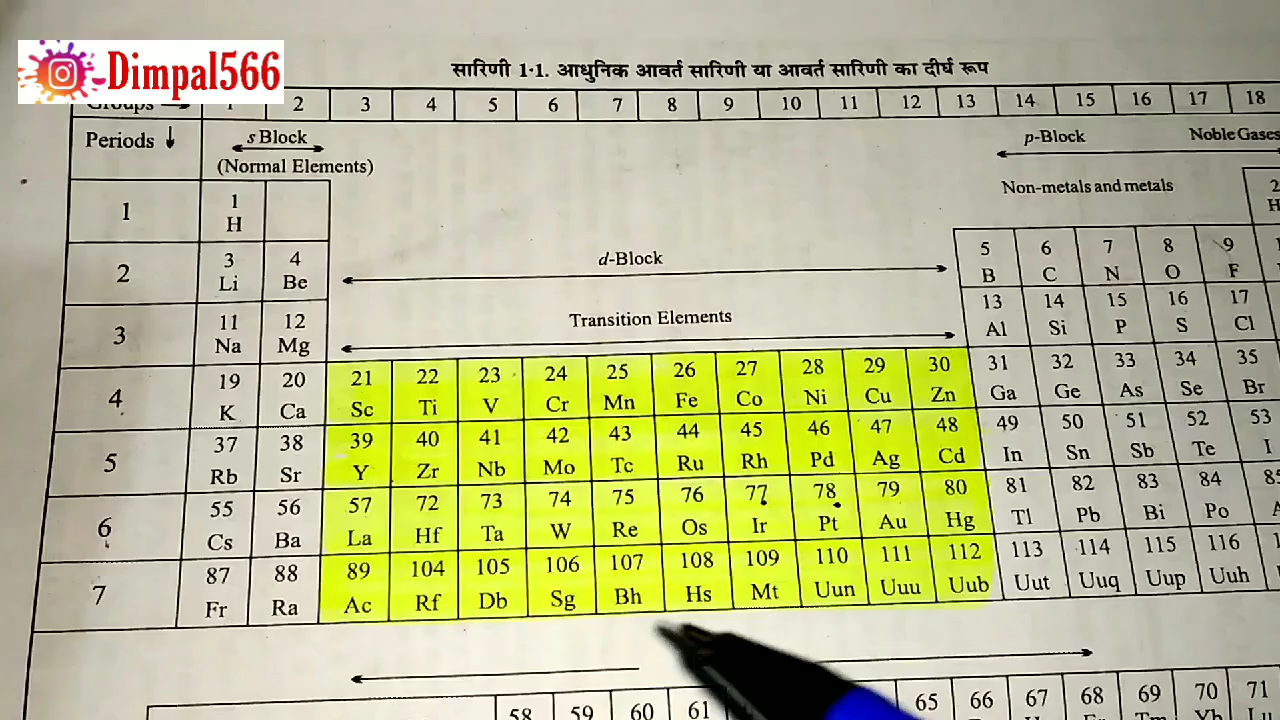 Dimpal566
सारिणी 1·1. आधुनिक आवर्त सारिणी या आवर्त सारिणी का दीर्घ रूप
Groups → 1 2 3 4 5 6 7 8 9 10 11 12 13 14 15 16 17 18
Periods ↓ s Block p-Block Noble Gases
(Normal Elements) Non-metals and metals
1 1 2
H H
d-Block
2 3 4 5 6 7 8 9
Li Be B C N O F
Transition Elements
3 11 12 13 14 15 16 17
Na Mg Al Si P S Cl
4 19 20 21 22 23 24 25 26 27 28 29 30 31 32 33 34 35
K Ca Sc Ti V Cr Mn Fe Co Ni Cu Zn Ga Ge As Se Br
5 37 38 39 40 41 42 43 44 45 46 47 48 49 50 51 52 53
Rb Sr Y Zr Nb Mo Tc Ru Rh Pd Ag Cd In Sn Sb Te I
6 55 56 57 72 73 74 75 76 77 78 79 80 81 82 83 84
Cs Ba La Hf Ta W Re Os Ir Pt Au Hg Tl Pb Bi Po
7 87 88 89 104 105 106 107 108 109 110 111 112 113 114 115 116
Fr Ra Ac Rf Db Sg Bh Hs Mt Uun Uuu Uub Uut Uuq Uup Uuh
58 59 60 61 65 66 67 68 69 70 71